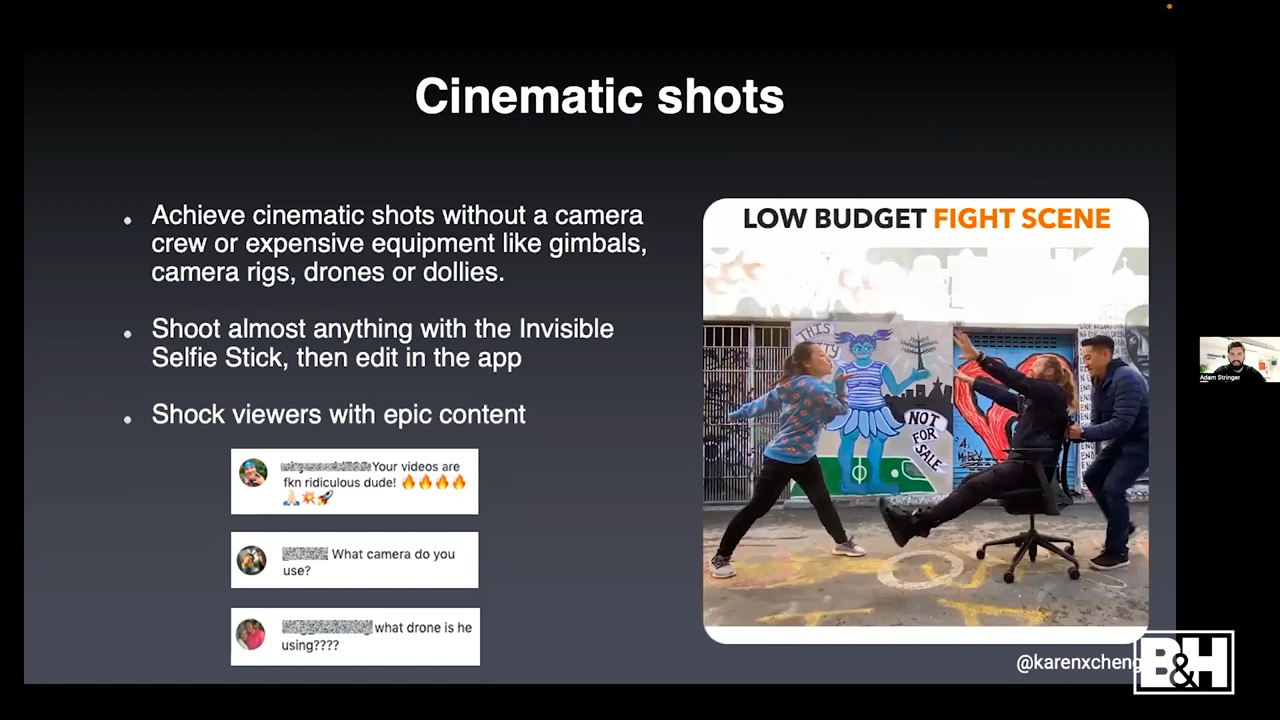 Cinematic shots
Achieve cinematic shots without a camera
crew or expensive equipment like gimbals,
camera rigs, drones or dollies.
Shoot almost anything with the Invisible
Selfie Stick, then edit in the app
Shock viewers with epic content
Your videos are
fkn ridiculous dude! 🔥🔥🔥🔥
🙏🏻💥🚀
What camera do you
use?
what drone is he
using????
LOW BUDGET FIGHT SCENE
THIS
NOT
FOR
SALE
@karenxcheng
B&H
Adam Stringer